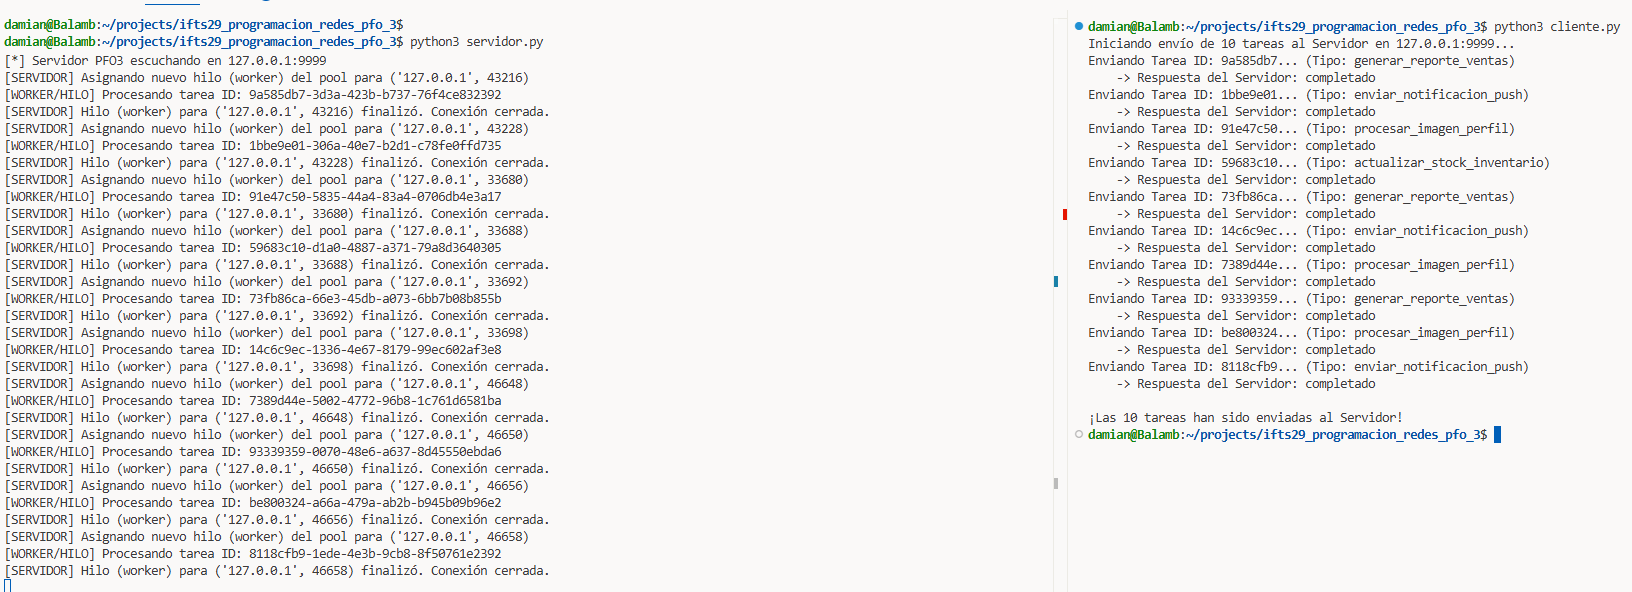 damian@Balamb:~/projects/ifts29_programacion_redes_pfo_3$
damian@Balamb:~/projects/ifts29_programacion_redes_pfo_3$ python3 servidor.py
[*] Servidor PFO3 escuchando en 127.0.0.1:9999
[SERVIDOR] Asignando nuevo hilo (worker) del pool para ('127.0.0.1', 43216)
[WORKER/HILO] Procesando tarea ID: 9a585db7-3d3a-423b-b737-76f4ce832392
[SERVIDOR] Hilo (worker) para ('127.0.0.1', 43216) finalizó. Conexión cerrada.
[SERVIDOR] Asignando nuevo hilo (worker) del pool para ('127.0.0.1', 43228)
[WORKER/HILO] Procesando tarea ID: 1bbe9e01-306a-40e7-b2d1-c78fe0ffd735
[SERVIDOR] Hilo (worker) para ('127.0.0.1', 43228) finalizó. Conexión cerrada.
[SERVIDOR] Asignando nuevo hilo (worker) del pool para ('127.0.0.1', 33680)
[WORKER/HILO] Procesando tarea ID: 91e47c50-5835-44a4-83a4-0706db4e3a17
[SERVIDOR] Hilo (worker) para ('127.0.0.1', 33680) finalizó. Conexión cerrada.
[SERVIDOR] Asignando nuevo hilo (worker) del pool para ('127.0.0.1', 33688)
[WORKER/HILO] Procesando tarea ID: 59683c10-d1a0-4887-a371-79a8d3640305
[SERVIDOR] Hilo (worker) para ('127.0.0.1', 33688) finalizó. Conexión cerrada.
[SERVIDOR] Asignando nuevo hilo (worker) del pool para ('127.0.0.1', 33692)
[WORKER/HILO] Procesando tarea ID: 73fb86ca-66e3-45db-a073-6bb7b08b855b
[SERVIDOR] Hilo (worker) para ('127.0.0.1', 33692) finalizó. Conexión cerrada.
[SERVIDOR] Asignando nuevo hilo (worker) del pool para ('127.0.0.1', 33698)
[WORKER/HILO] Procesando tarea ID: 14c6c9ec-1336-4e67-8179-99ec602af3e8
[SERVIDOR] Hilo (worker) para ('127.0.0.1', 33698) finalizó. Conexión cerrada.
[SERVIDOR] Asignando nuevo hilo (worker) del pool para ('127.0.0.1', 46648)
[WORKER/HILO] Procesando tarea ID: 7389d44e-5002-4772-96b8-1c761d6581ba
[SERVIDOR] Hilo (worker) para ('127.0.0.1', 46648) finalizó. Conexión cerrada.
[SERVIDOR] Asignando nuevo hilo (worker) del pool para ('127.0.0.1', 46650)
[WORKER/HILO] Procesando tarea ID: 93339359-0070-48e6-a637-8d45550ebda6
[SERVIDOR] Hilo (worker) para ('127.0.0.1', 46650) finalizó. Conexión cerrada.
[SERVIDOR] Asignando nuevo hilo (worker) del pool para ('127.0.0.1', 46656)
[WORKER/HILO] Procesando tarea ID: be800324-a66a-479a-ab2b-b945b09b96e2
[SERVIDOR] Hilo (worker) para ('127.0.0.1', 46656) finalizó. Conexión cerrada.
[SERVIDOR] Asignando nuevo hilo (worker) del pool para ('127.0.0.1', 46658)
[WORKER/HILO] Procesando tarea ID: 8118cfb9-1ede-4e3b-9cb8-8f50761e2392
[SERVIDOR] Hilo (worker) para ('127.0.0.1', 46658) finalizó. Conexión cerrada.
damian@Balamb:~/projects/ifts29_programacion_redes_pfo_3$ python3 cliente.py
Iniciando envío de 10 tareas al Servidor en 127.0.0.1:9999...
Enviando Tarea ID: 9a585db7... (Tipo: generar_reporte_ventas)
-> Respuesta del Servidor: completado
Enviando Tarea ID: 1bbe9e01... (Tipo: enviar_notificacion_push)
-> Respuesta del Servidor: completado
Enviando Tarea ID: 91e47c50... (Tipo: procesar_imagen_perfil)
-> Respuesta del Servidor: completado
Enviando Tarea ID: 59683c10... (Tipo: actualizar_stock_inventario)
-> Respuesta del Servidor: completado
Enviando Tarea ID: 73fb86ca... (Tipo: generar_reporte_ventas)
-> Respuesta del Servidor: completado
Enviando Tarea ID: 14c6c9ec... (Tipo: enviar_notificacion_push)
-> Respuesta del Servidor: completado
Enviando Tarea ID: 7389d44e... (Tipo: procesar_imagen_perfil)
-> Respuesta del Servidor: completado
Enviando Tarea ID: 93339359... (Tipo: generar_reporte_ventas)
-> Respuesta del Servidor: completado
Enviando Tarea ID: be800324... (Tipo: procesar_imagen_perfil)
-> Respuesta del Servidor: completado
Enviando Tarea ID: 8118cfb9... (Tipo: enviar_notificacion_push)
-> Respuesta del Servidor: completado
¡Las 10 tareas han sido enviadas al Servidor!
damian@Balamb:~/projects/ifts29_programacion_redes_pfo_3$